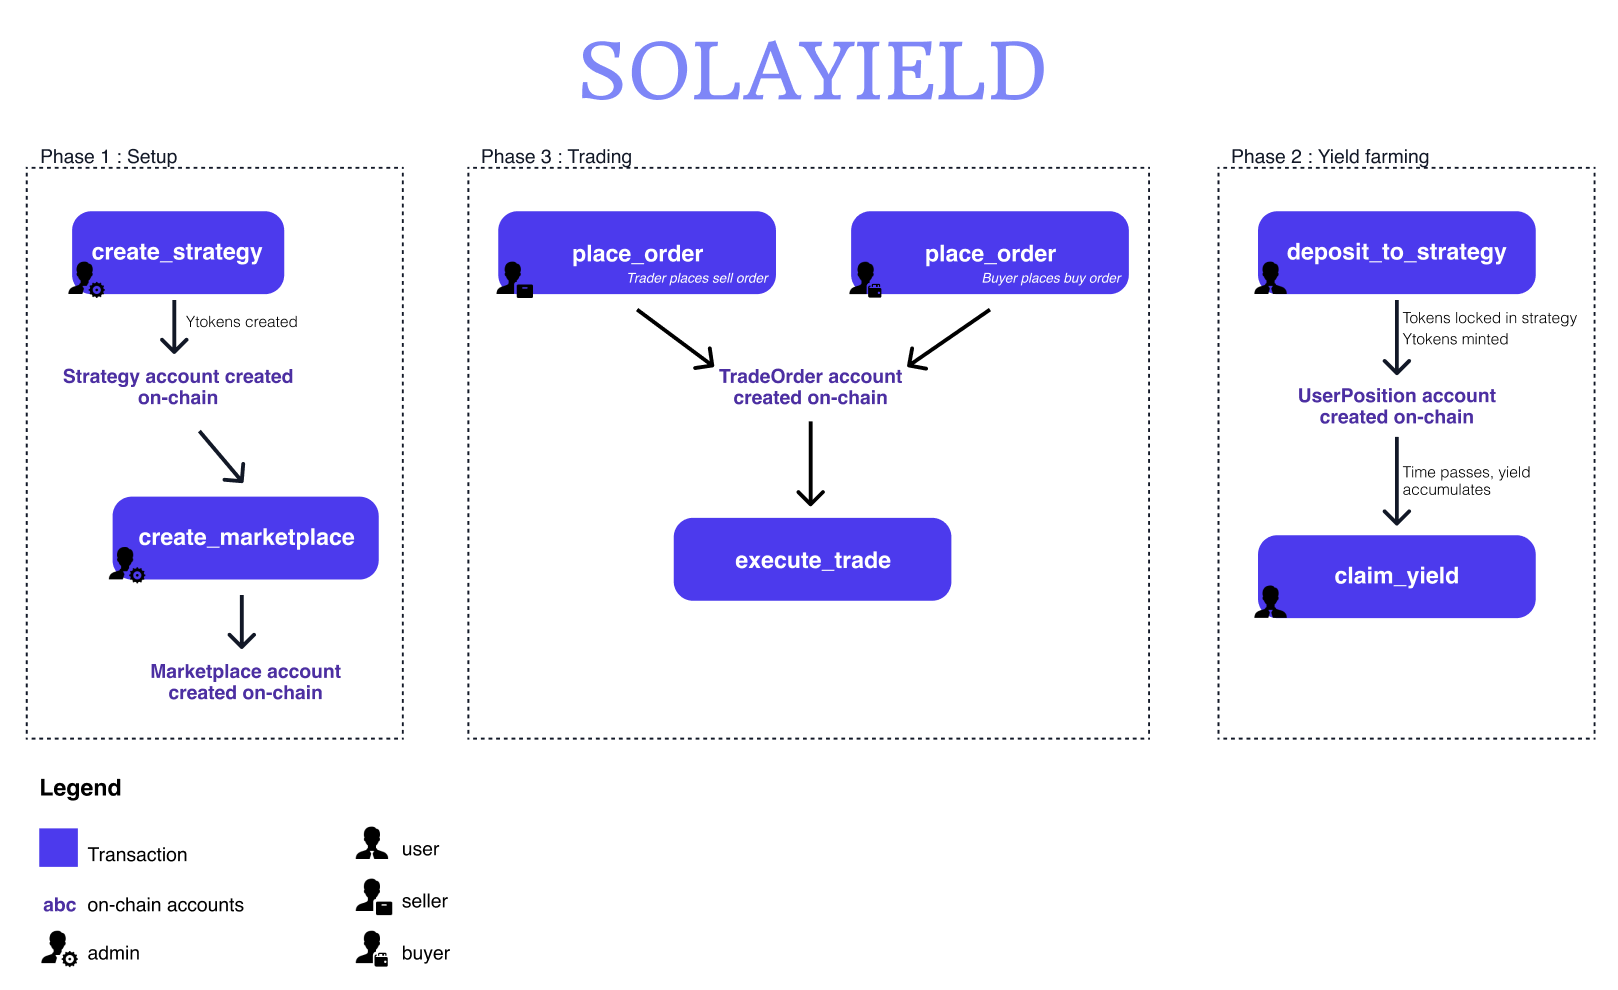 SOLAYIELD
Phase 1 : Setup
create_strategy
Ytokens created
Strategy account created
on-chain
create_marketplace
Marketplace account
created on-chain
Phase 3 : Trading
place_order
Trader places sell order
place_order
Buyer places buy order
TradeOrder account
created on-chain
execute_trade
Phase 2 : Yield farming
deposit_to_strategy
Tokens locked in strategy
Ytokens minted
UserPosition account
created on-chain
Time passes, yield
accumulates
claim_yield
Legend
Transaction
abc on-chain accounts
admin
user
seller
buyer